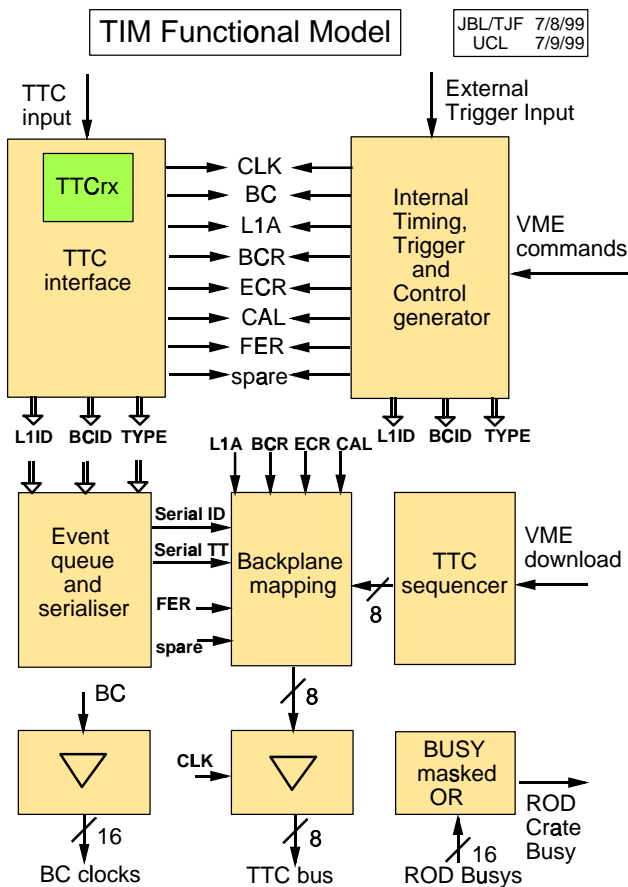 TIM Functional Model
JBL/TJF 7/8/99
UCL 7/9/99
TTC
input
External
Trigger Input
TTCrx
TTC
interface
CLK
BC
L1A
BCR
ECR
CAL
FER
spare
Internal
Timing,
Trigger
and
Control
generator
VME
commands
L1ID BCID TYPE
L1ID BCID TYPE
L1A BCR ECR CAL
Event
queue
and
serialiser
Serial ID
Serial TT
FER
spare
Backplane
mapping
8
TTC
sequencer
VME
download
BC
8
CLK
BUSY
masked
OR
ROD
Crate
Busy
16
8
16
BC clocks
TTC bus
ROD Busys